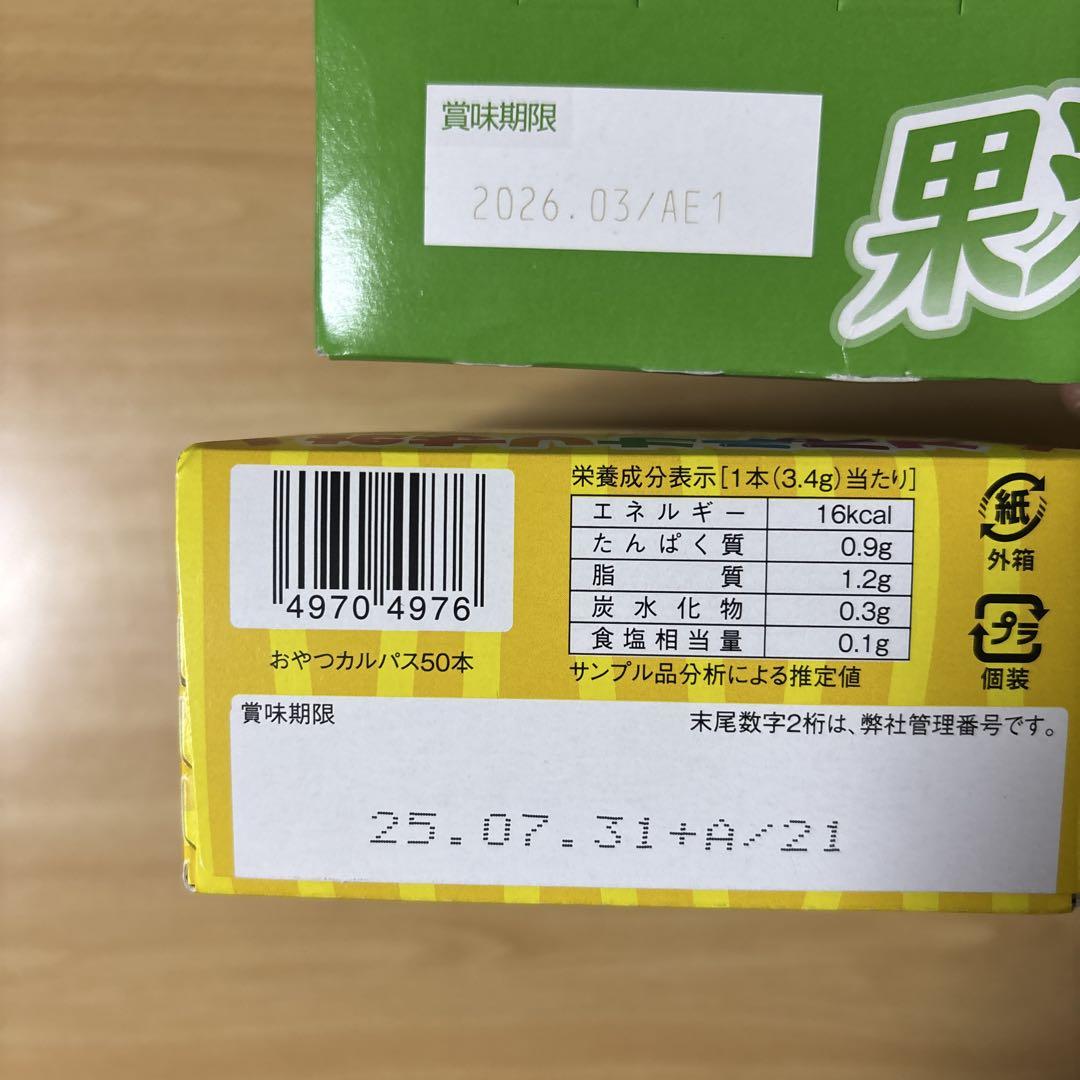 賞味期限
2026.03/AE1
果
4970 4976
おやつカルパス50本
栄養成分表示[1本(3.4g)当たり]
エネルギー 16kcal
たんぱく質 0.9g
脂質 1.2g
炭水化物 0.3g
食塩相当量 0.1g
サンプル品分析による推定値
紙
外箱
プラ
個装
賞味期限
末尾数字2桁は、弊社管理番号です。
25.07.31+A/21